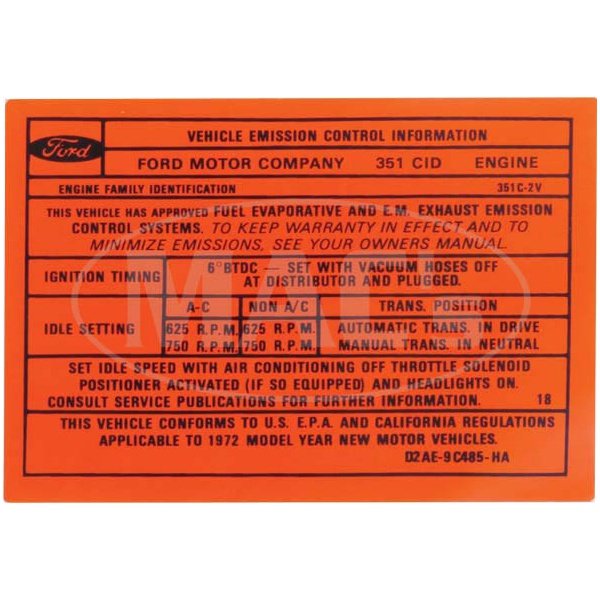 Ford
VEHICLE EMISSION CONTROL INFORMATION
FORD MOTOR COMPANY 351 CID ENGINE
ENGINE FAMILY IDENTIFICATION 351C-2V
THIS VEHICLE HAS APPROVED FUEL EVAPORATIVE AND E.M. EXHAUST EMISSION
CONTROL SYSTEMS. TO KEEP WARRANTY IN EFFECT AND TO
MINIMIZE EMISSIONS, SEE YOUR OWNERS MANUAL.
IGNITION TIMING 6°BTDC — SET WITH VACUUM HOSES OFF
AT DISTRIBUTOR AND PLUGGED.
A-C NON A/C TRANS. POSITION
IDLE SETTING 625 R.P.M. 625 R.P.M. AUTOMATIC TRANS. IN DRIVE
750 R.P.M. 750 R.P.M. MANUAL TRANS. IN NEUTRAL
SET IDLE SPEED WITH AIR CONDITIONING OFF THROTTLE SOLENOID
POSITIONER ACTIVATED (IF SO EQUIPPED) AND HEADLIGHTS ON.
CONSULT SERVICE PUBLICATIONS FOR FURTHER INFORMATION. 18
THIS VEHICLE CONFORMS TO U.S. E.P.A. AND CALIFORNIA REGULATIONS
APPLICABLE TO 1972 MODEL YEAR NEW MOTOR VEHICLES.
D2AE-9C485-HA
MAC'S